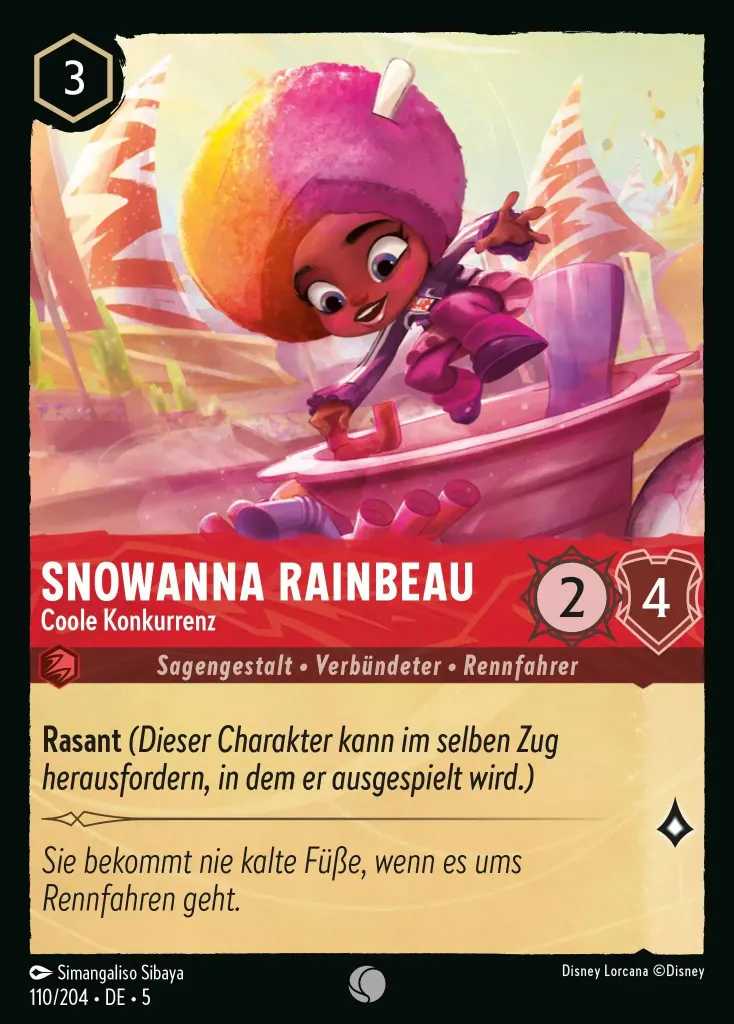 3
SNOWANNA RAINBEAU
Coole Konkurrenz
2
4
Sagengestalt • Verbündeter • Rennfahrer
Rasant (Dieser Charakter kann im selben Zug
herausfordern, in dem er ausgespielt wird.)
Sie bekommt nie kalte Füße, wenn es ums
Rennfahren geht.
Simangaliso Sibaya
Disney Lorcana ©Disney
110/204 • DE • 5